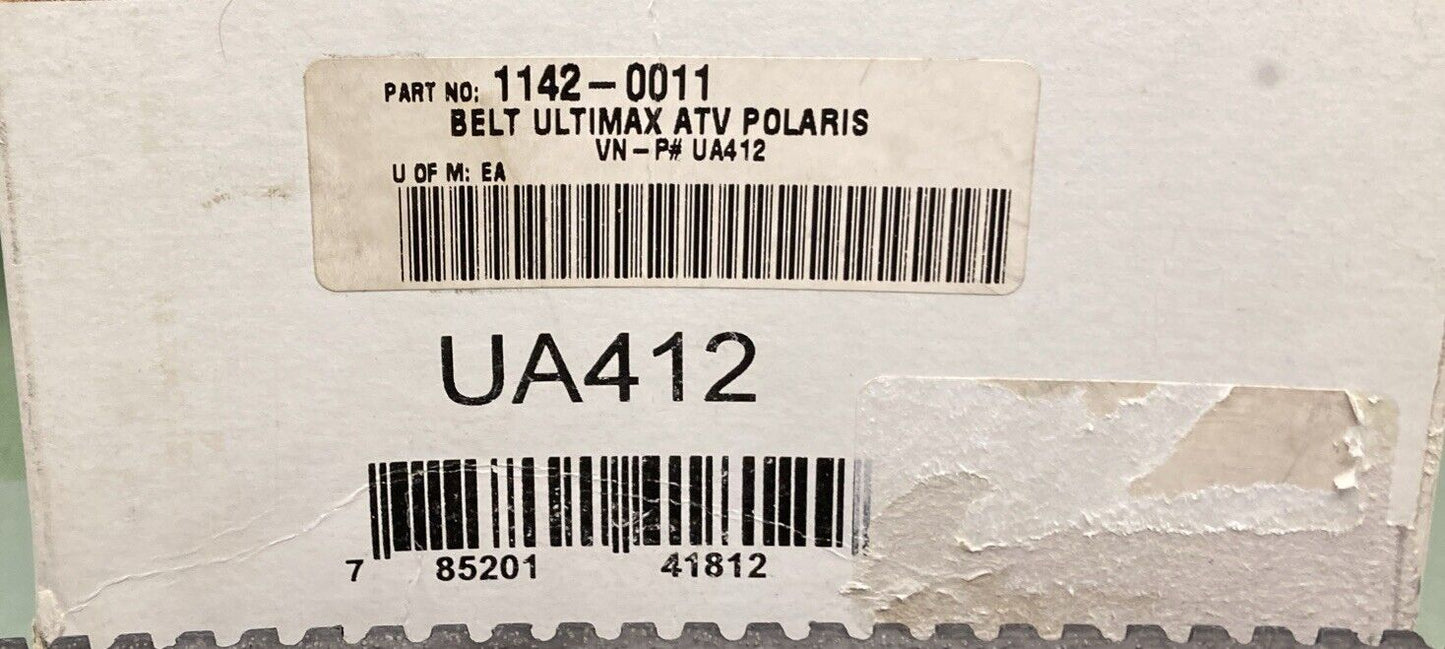 PART NO: 1142-0011
BELT ULTIMAX ATV POLARIS
VN-P# UA412
U OF M: EA
UA412
7 85201 41812